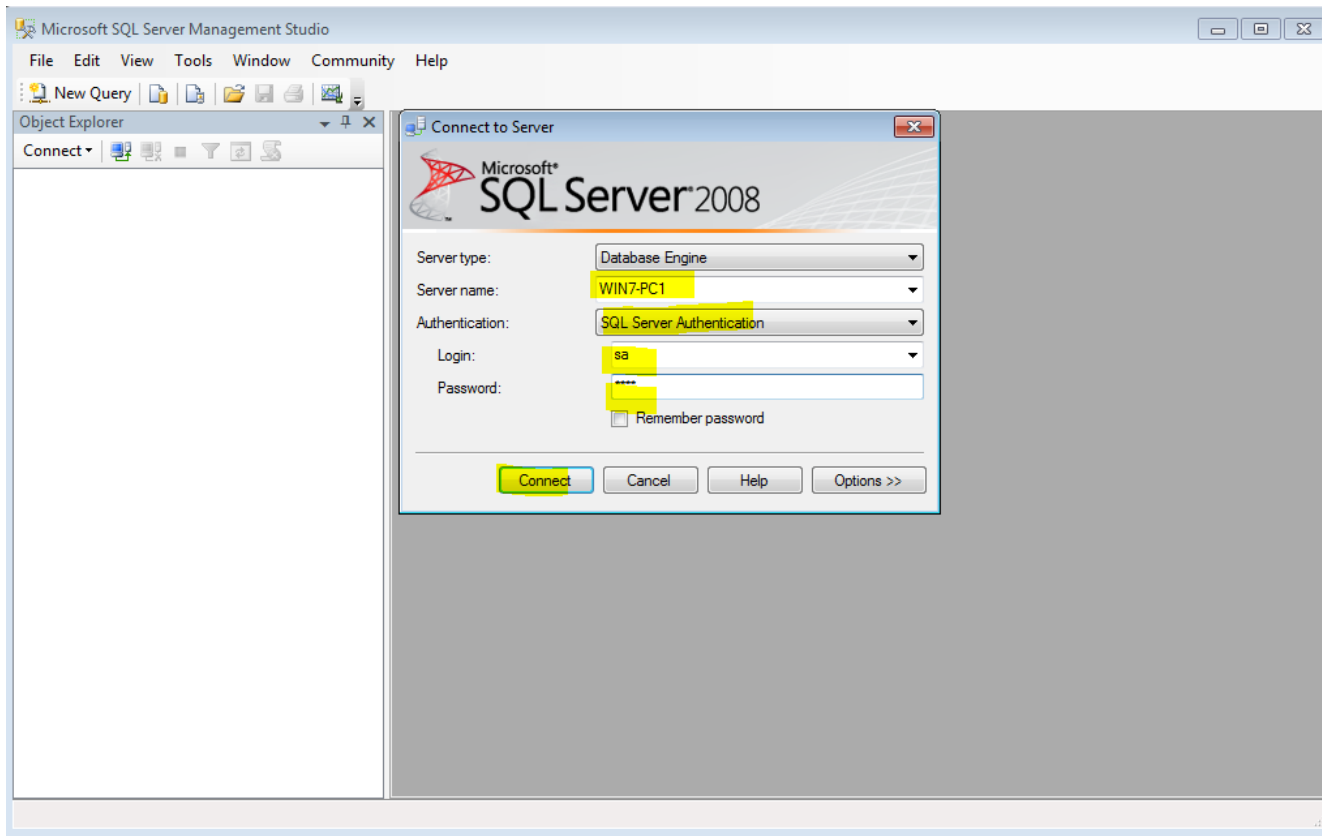 Microsoft SQL Server Management Studio
File Edit View Tools Window Community Help
New Query
Object Explorer
Connect
Connect to Server
Microsoft®
SQL Server® 2008
Server type: Database Engine
Server name: WIN7-PC1
Authentication: SQL Server Authentication
Login: sa
Password: ****
Remember password
Connect Cancel Help Options >>